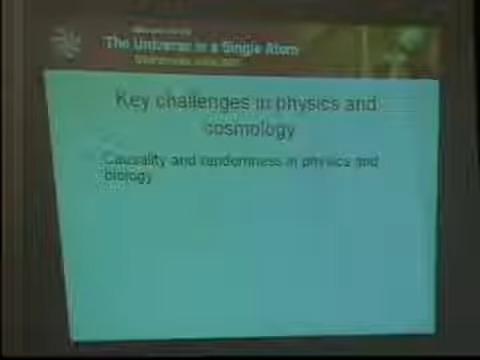 The Universe in a Single Atom
Key challenges in physics and
cosmology
Causality and randomness in physics and
biology